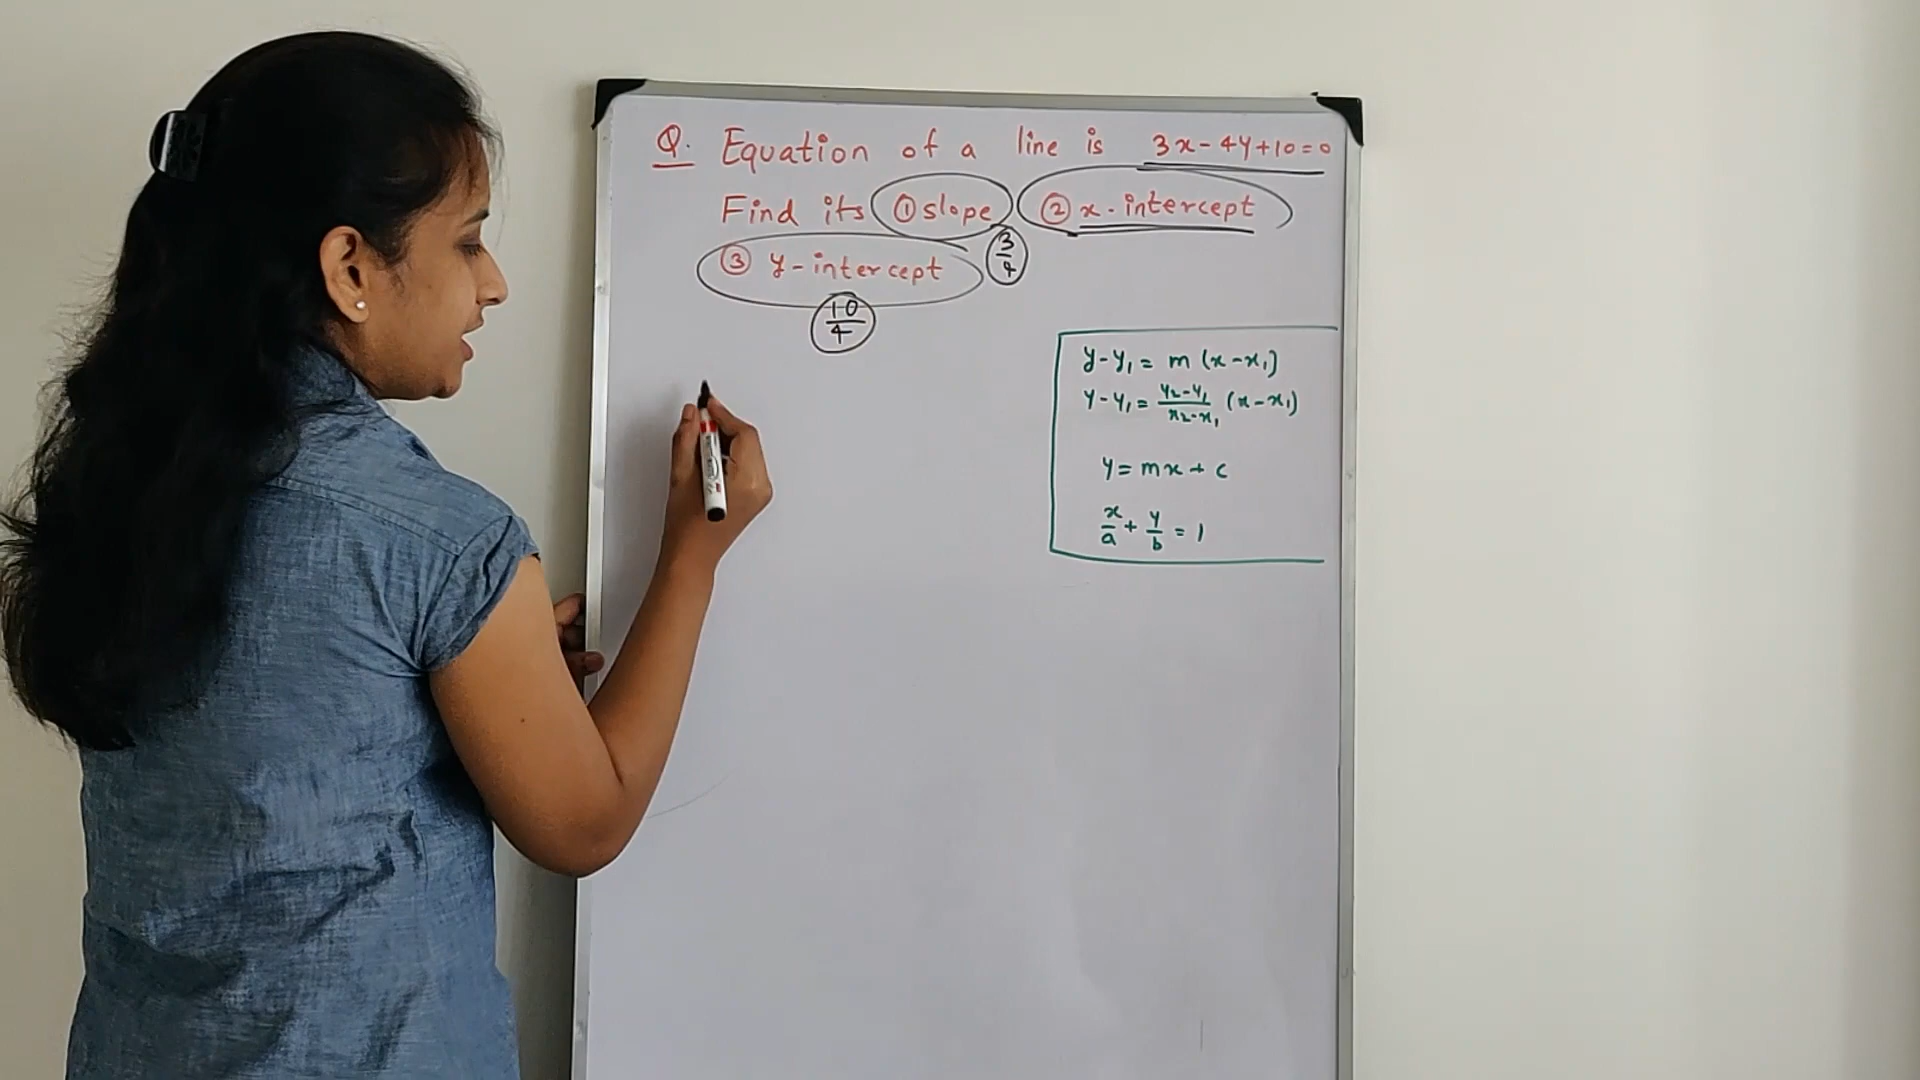 Q. Equation of a line is 3x-4y+10=0
Find its ① slope ② x-intercept
3/4
③ y-intercept
10/4
y-y₁ = m (x-x₁)
y-y₁ = y₂-y₁/x₂-x₁ (x-x₁)
y = mx + c
x/a + y/b = 1